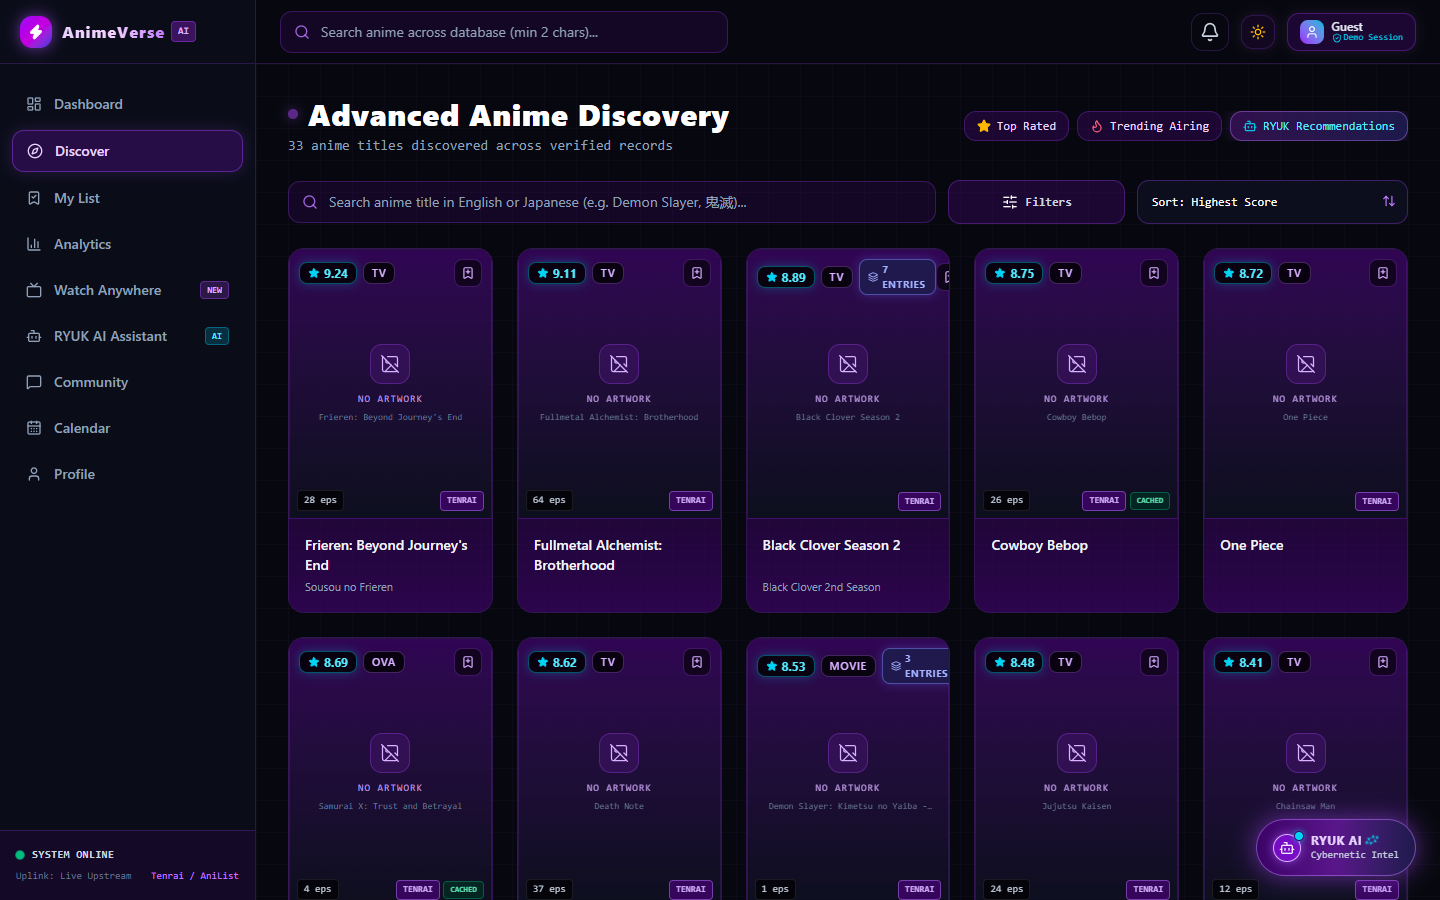 AnimeVerse AI
Search anime across database (min 2 chars)...
Guest
Demo Session
Dashboard
Discover
My List
Analytics
Watch Anywhere NEW
RYUK AI Assistant AI
Community
Calendar
Profile
SYSTEM ONLINE
Uplink: Live Upstream Tenrai / AniList
Advanced Anime Discovery
33 anime titles discovered across verified records
Top Rated Trending Airing RYUK Recommendations
Search anime title in English or Japanese (e.g. Demon Slayer, 鬼滅)...
Filters
Sort: Highest Score
9.24 TV
NO ARTWORK
Frieren: Beyond Journey's End
28 eps TENRAI
Frieren: Beyond Journey's
End
Sousou no Frieren
9.11 TV
NO ARTWORK
Fullmetal Alchemist: Brotherhood
64 eps TENRAI
Fullmetal Alchemist:
Brotherhood
8.89 TV 7
ENTRIES
NO ARTWORK
Black Clover Season 2
TENRAI
Black Clover Season 2
Black Clover 2nd Season
8.75 TV
NO ARTWORK
Cowboy Bebop
26 eps TENRAI CACHED
Cowboy Bebop
8.72 TV
NO ARTWORK
One Piece
TENRAI
One Piece
8.69 OVA
NO ARTWORK
Samurai X: Trust and Betrayal
4 eps TENRAI CACHED
8.62 TV
NO ARTWORK
Death Note
37 eps TENRAI
8.53 MOVIE 3
ENTRIES
NO ARTWORK
Demon Slayer: Kimetsu no Yaiba -…
1 eps TENRAI
8.48 TV
NO ARTWORK
Jujutsu Kaisen
24 eps TENRAI
8.41 TV
NO ARTWORK
Chainsaw Man
12 eps TENRAI
RYUK AI
Cybernetic Intel